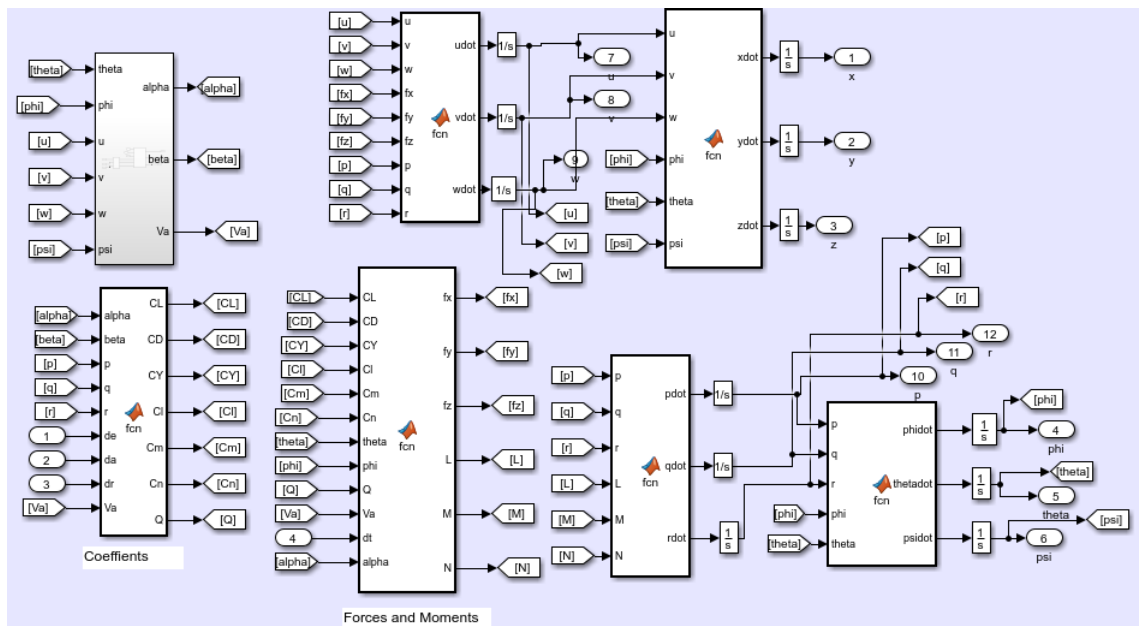 [theta]
[phi]
[u]
[v]
[w]
[psi]
theta
phi
u
v
w
psi
alpha
beta
Va
[alpha]
[beta]
[Va]
[u]
[v]
[w]
[fx]
[fy]
[fz]
[p]
[q]
[r]
u
v
w
fx
fy
fz
p
q
r
fcn
udot
vdot
wdot
1/s
1/s
1/s
7
u
8
v
9
w
[u]
[v]
[w]
[phi]
[theta]
[psi]
u
v
w
phi
theta
psi
fcn
xdot
ydot
zdot
1
s
1
s
1
s
1
x
2
y
3
z
[alpha]
[beta]
[p]
[q]
[r]
1
2
3
[Va]
alpha
beta
p
q
r
de
da
dr
Va
fcn
CL
CD
CY
Cl
Cm
Cn
Q
[CL]
[CD]
[CY]
[Cl]
[Cm]
[Cn]
[Q]
Coeffients
[CL]
[CD]
[CY]
[Cl]
[Cm]
[Cn]
[theta]
[phi]
[Q]
[Va]
4
[alpha]
CL
CD
CY
Cl
Cm
Cn
theta
phi
Q
Va
dt
alpha
fcn
fx
fy
fz
L
M
N
[fx]
[fy]
[fz]
[L]
[M]
[N]
Forces and Moments
[p]
[q]
[r]
[L]
[M]
[N]
p
q
r
L
M
N
fcn
pdot
qdot
rdot
1/s
1/s
1
s
[p]
[q]
[r]
12
r
11
q
10
p
[phi]
[theta]
p
q
r
phi
theta
fcn
phidot
thetadot
psidot
1
s
1
s
1
s
[phi]
4
phi
[theta]
5
theta
[psi]
6
psi